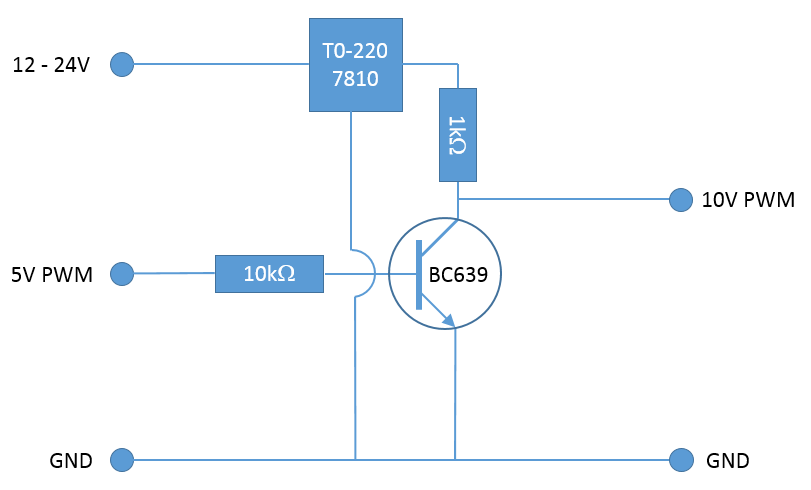 12 - 24V
T0-220
7810
1kΩ
10V PWM
5V PWM
10kΩ
BC639
GND
GND